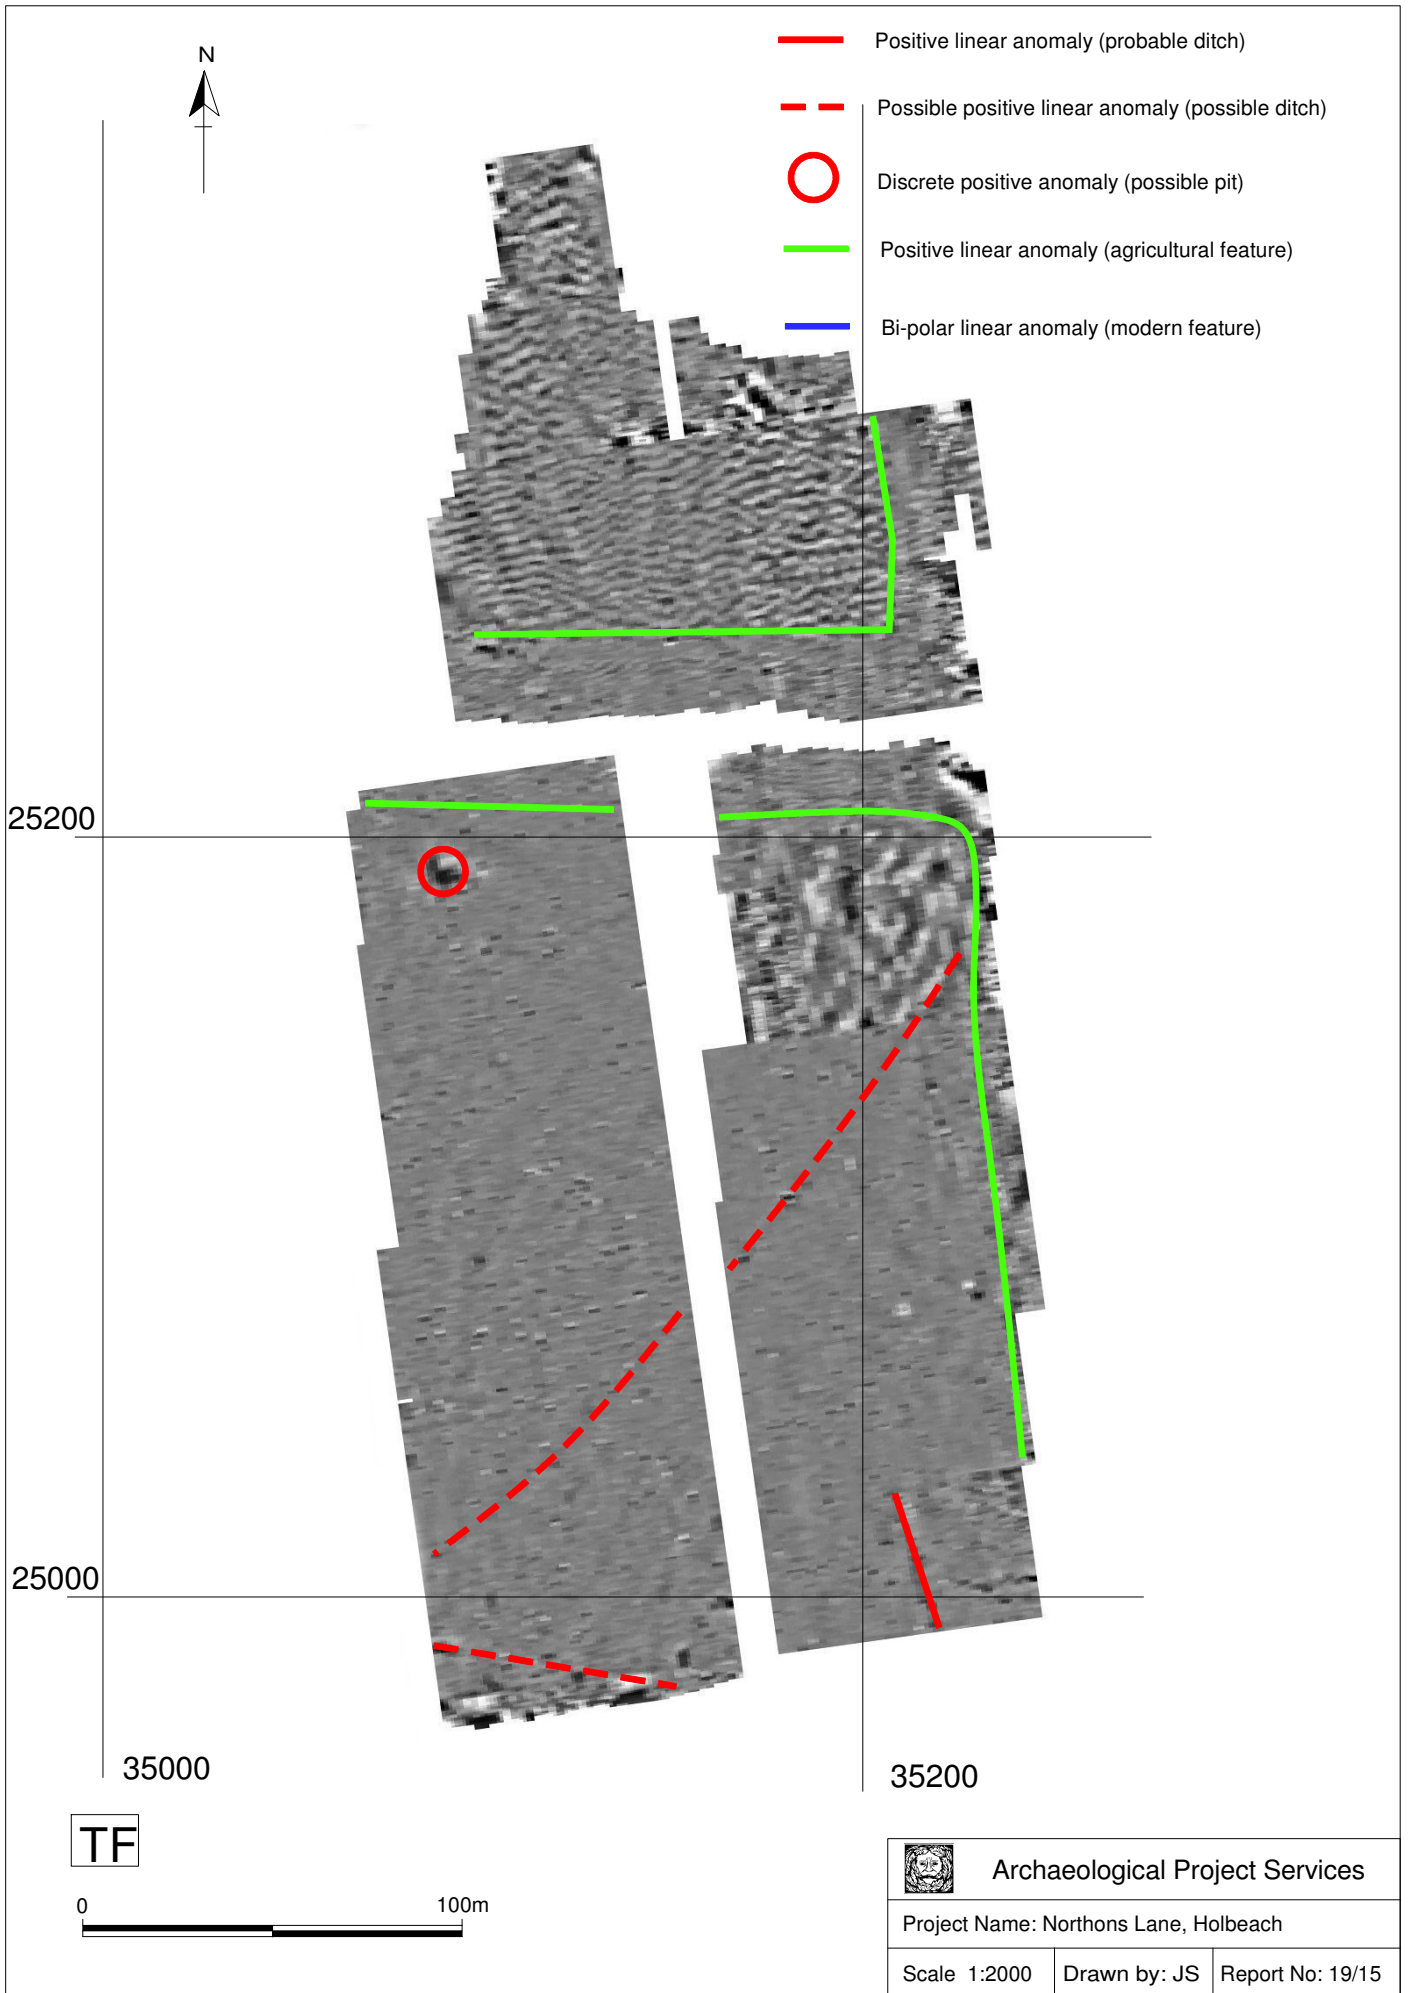 N
Positive linear anomaly (probable ditch)
Possible positive linear anomaly (possible ditch)
Discrete positive anomaly (possible pit)
Positive linear anomaly (agricultural feature)
Bi-polar linear anomaly (modern feature)
25200
25000
35000
35200
TF
0 100m
Archaeological Project Services
Project Name: Northons Lane, Holbeach
Scale 1:2000 Drawn by: JS Report No: 19/15